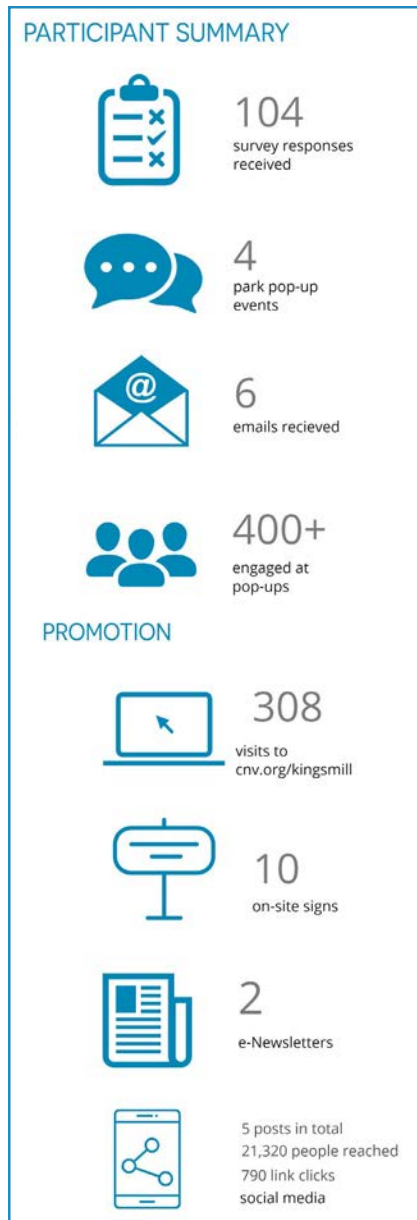 PARTICIPANT SUMMARY
104
survey responses
received
4
park pop-up
events
@
6
emails recieved
400+
engaged at
pop-ups
PROMOTION
308
visits to
cnv.org/kingsmill
10
on-site signs
2
e-Newsletters
5 posts in total
21,320 people reached
790 link clicks
social media